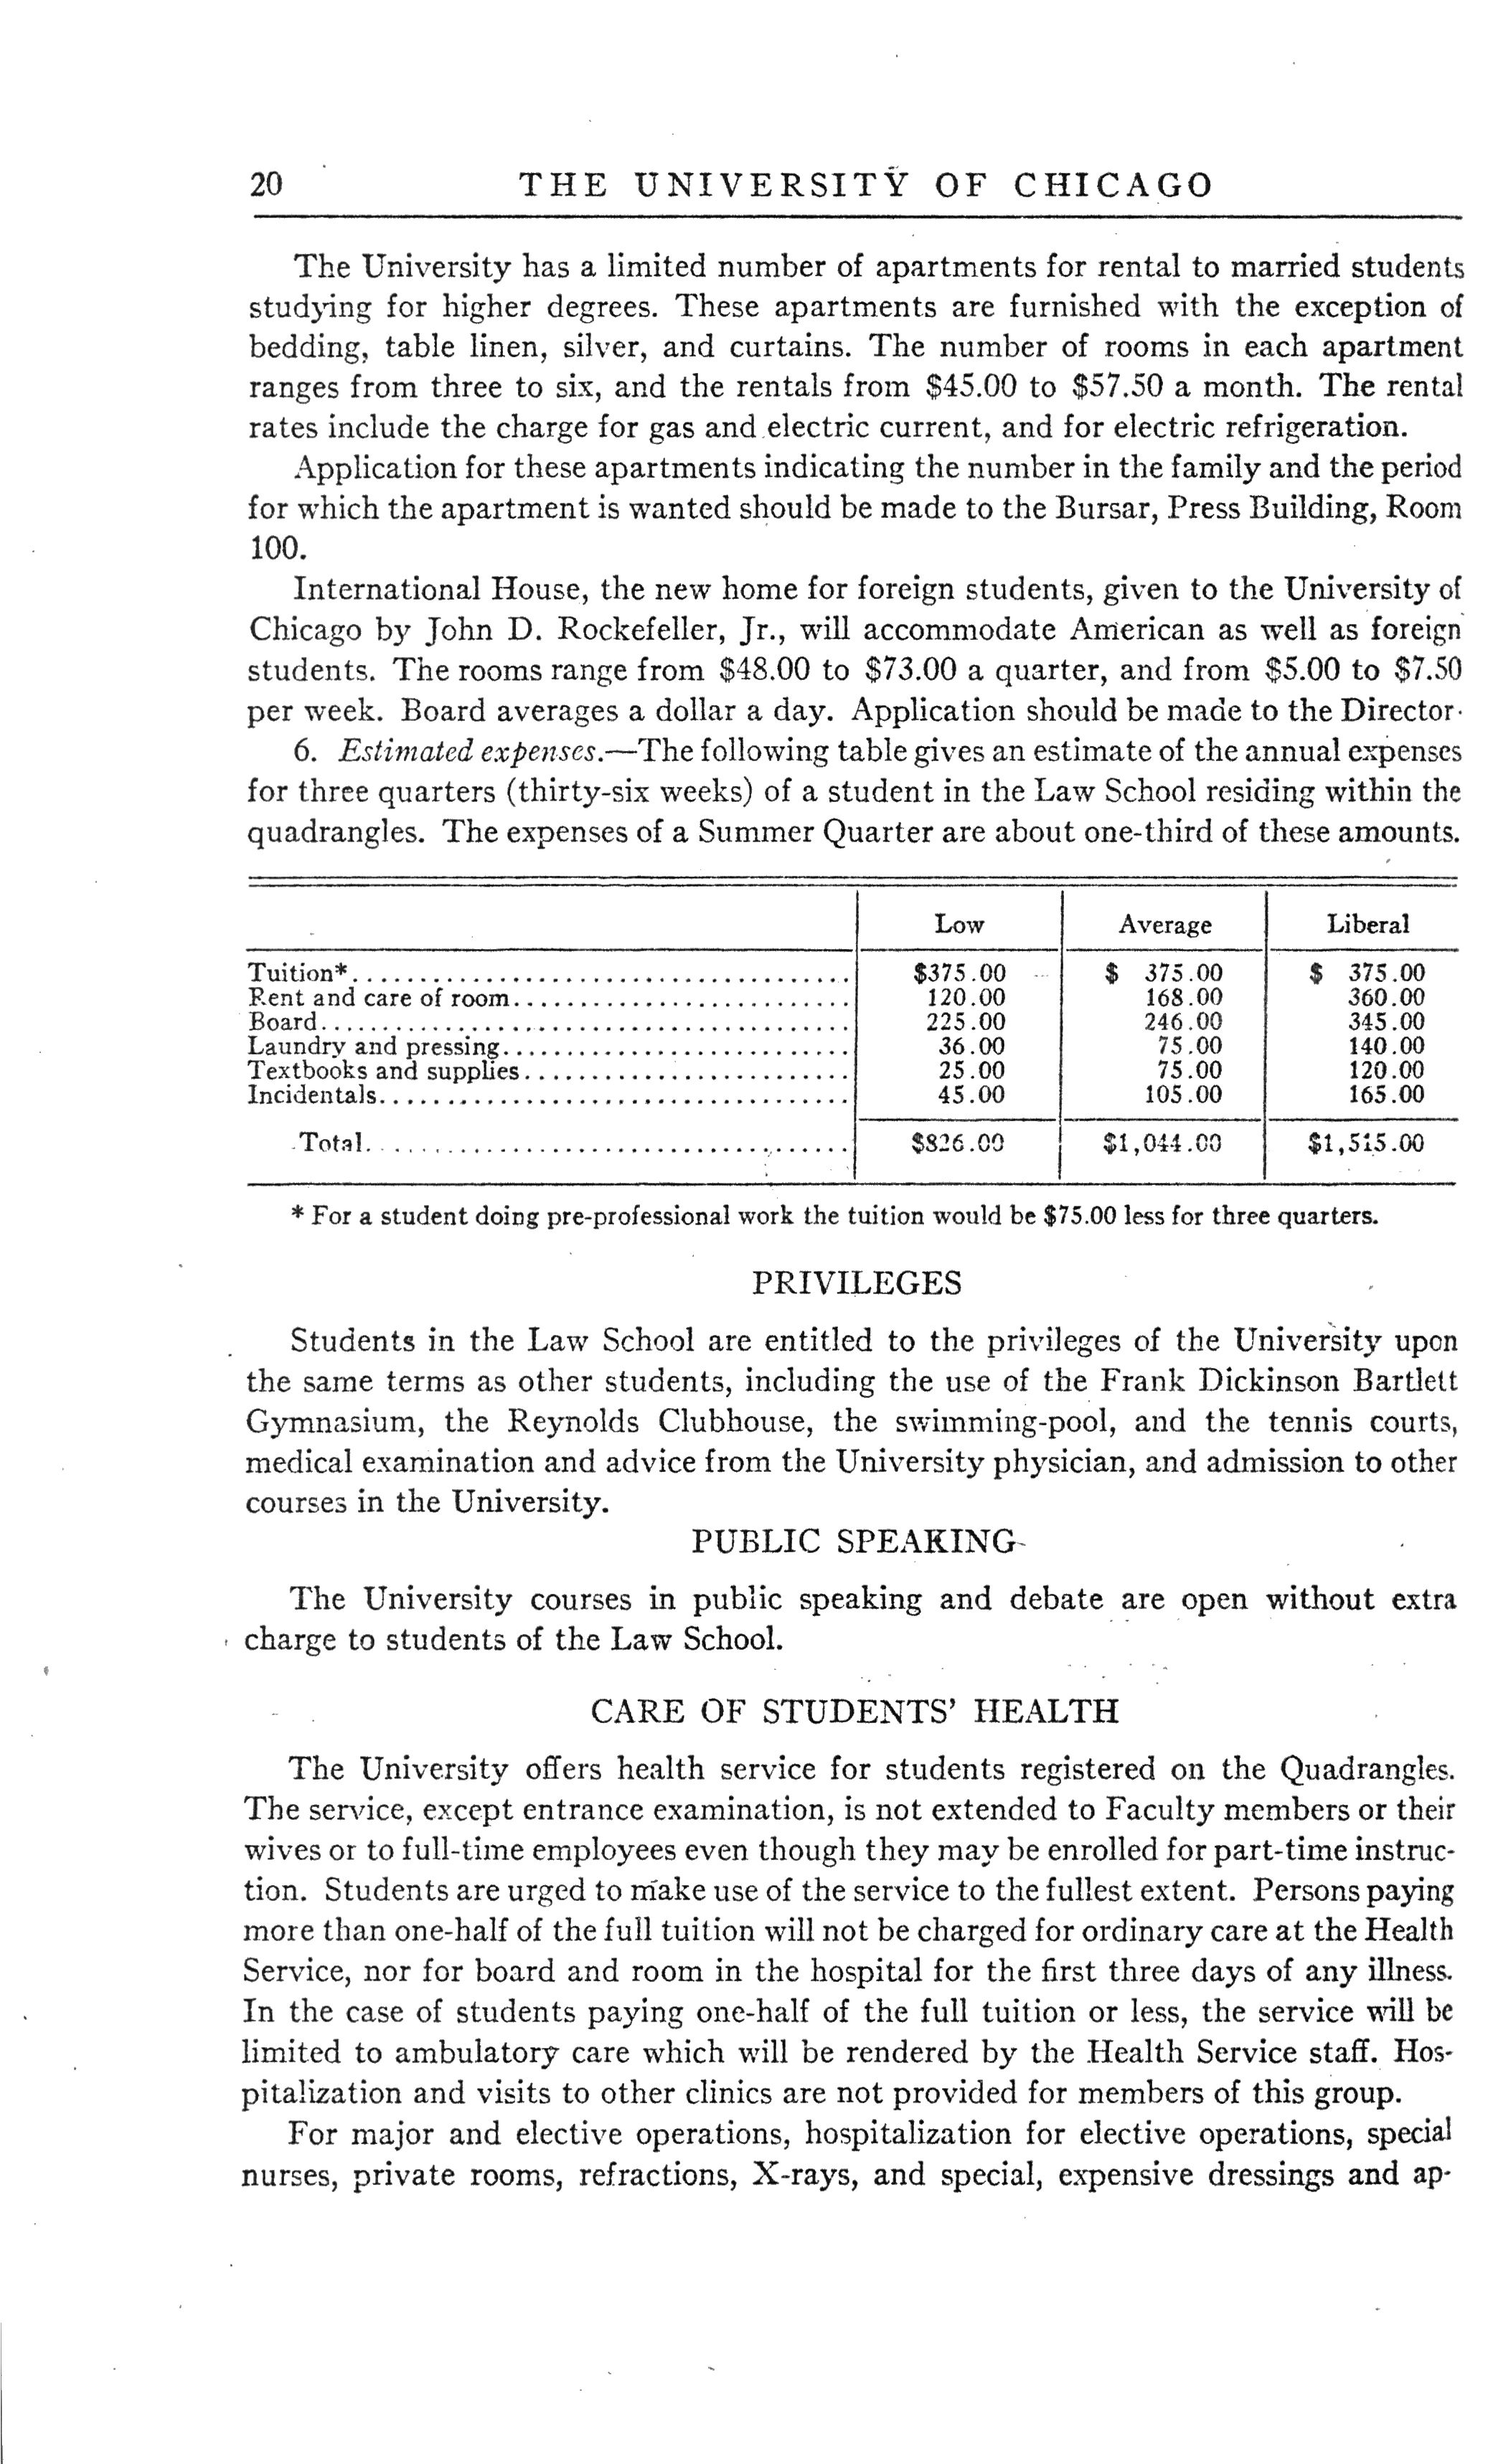 20 THE UNIVERSITY OF CHICAGO
The University has a limited number of apartments for rental to married students
studying for higher degrees. These apartments are furnished with the exception of
bedding, table linen, silver, and curtains. The number of rooms in each apartment
ranges from three to six, and the rentals from $45.00 to $57.50 a month. The rental
rates include the charge for gas and electric current, and for electric refrigeration.
Application for these apartments indicating the number in the family and the period
for which the apartment is wanted should be made to the Bursar, Press Building, Room
100.
International House, the new home for foreign students, given to the University of
Chicago by John D. Rockefeller, Jr., will accommodate American as well as foreign
students. The rooms range from $48.00 to $73.00 a quarter, and from $5.00 to $7.50
per week. Board averages a dollar a day. Application should be made to the Director.
6. Estimated expenses.—The following table gives an estimate of the annual expenses
for three quarters (thirty-six weeks) of a student in the Law School residing within the
quadrangles. The expenses of a Summer Quarter are about one-third of these amounts.
Low Average Liberal
Tuition* $375.00 $ 375.00 $ 375.00
Rent and care of room 120.00 168.00 360.00
Board 225.00 246.00 345.00
Laundry and pressing 36.00 75.00 140.00
Textbooks and supplies 25.00 75.00 120.00
Incidentals 45.00 105.00 165.00
Total $826.00 $1,044.00 $1,515.00
* For a student doing pre-professional work the tuition would be $75.00 less for three quarters.
PRIVILEGES
Students in the Law School are entitled to the privileges of the University upon
the same terms as other students, including the use of the Frank Dickinson Bartlett
Gymnasium, the Reynolds Clubhouse, the swimming-pool, and the tennis courts,
medical examination and advice from the University physician, and admission to other
courses in the University.
PUBLIC SPEAKING
The University courses in public speaking and debate are open without extra
charge to students of the Law School.
CARE OF STUDENTS' HEALTH
The University offers health service for students registered on the Quadrangles.
The service, except entrance examination, is not extended to Faculty members or their
wives or to full-time employees even though they may be enrolled for part-time instruc-
tion. Students are urged to make use of the service to the fullest extent. Persons paying
more than one-half of the full tuition will not be charged for ordinary care at the Health
Service, nor for board and room in the hospital for the first three days of any illness.
In the case of students paying one-half of the full tuition or less, the service will be
limited to ambulatory care which will be rendered by the Health Service staff. Hos-
pitalization and visits to other clinics are not provided for members of this group.
For major and elective operations, hospitalization for elective operations, special
nurses, private rooms, refractions, X-rays, and special, expensive dressings and ap-